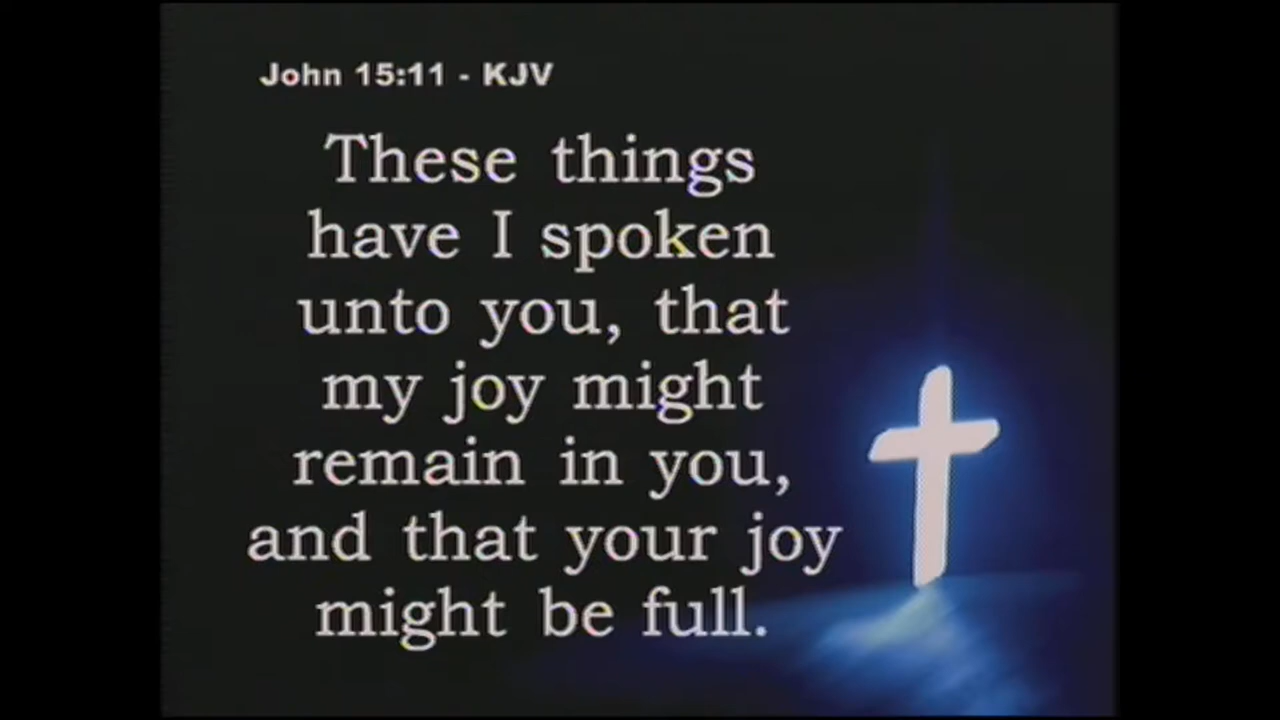 John 15:11 - KJV
These things
have I spoken
unto you, that
my joy might
remain in you,
and that your joy
might be full.